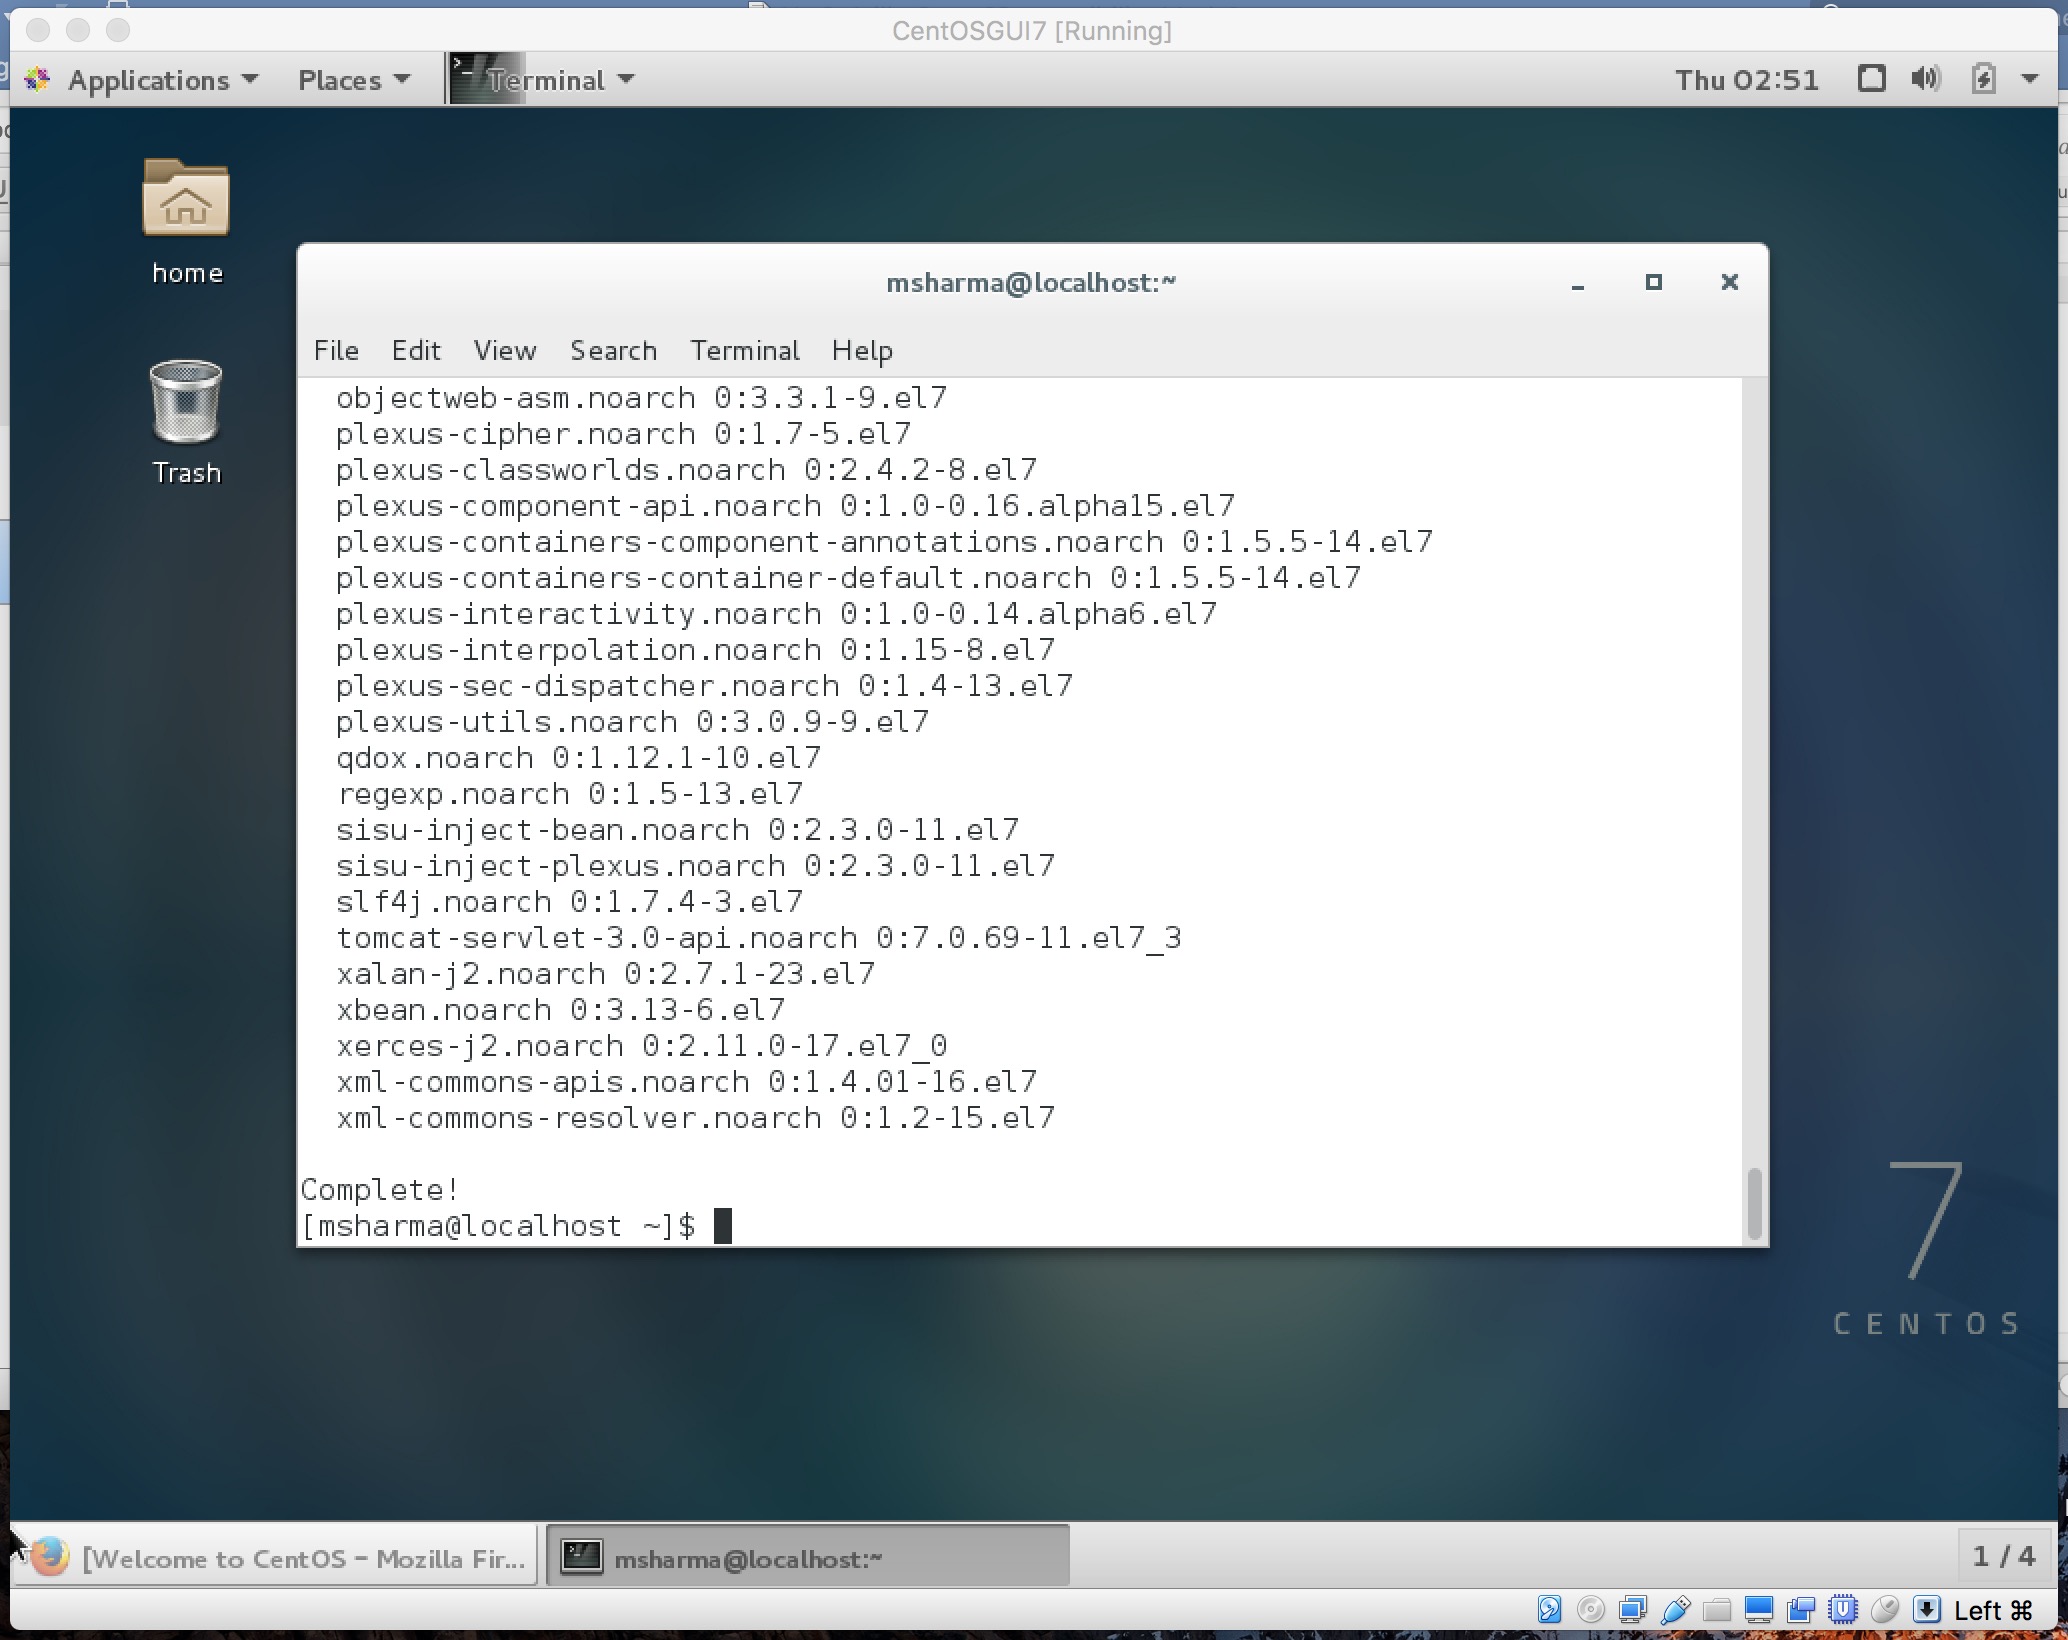 CentOSGUI7 [Running]
Applications Places Terminal Thu 02:51
home
Trash
msharma@localhost:~
File Edit View Search Terminal Help
objectweb-asm.noarch 0:3.3.1-9.el7
plexus-cipher.noarch 0:1.7-5.el7
plexus-classworlds.noarch 0:2.4.2-8.el7
plexus-component-api.noarch 0:1.0-0.16.alpha15.el7
plexus-containers-component-annotations.noarch 0:1.5.5-14.el7
plexus-containers-container-default.noarch 0:1.5.5-14.el7
plexus-interactivity.noarch 0:1.0-0.14.alpha6.el7
plexus-interpolation.noarch 0:1.15-8.el7
plexus-sec-dispatcher.noarch 0:1.4-13.el7
plexus-utils.noarch 0:3.0.9-9.el7
qdox.noarch 0:1.12.1-10.el7
regexp.noarch 0:1.5-13.el7
sisu-inject-bean.noarch 0:2.3.0-11.el7
sisu-inject-plexus.noarch 0:2.3.0-11.el7
slf4j.noarch 0:1.7.4-3.el7
tomcat-servlet-3.0-api.noarch 0:7.0.69-11.el7_3
xalan-j2.noarch 0:2.7.1-23.el7
xbean.noarch 0:3.13-6.el7
xerces-j2.noarch 0:2.11.0-17.el7_0
xml-commons-apis.noarch 0:1.4.01-16.el7
xml-commons-resolver.noarch 0:1.2-15.el7
Complete!
[msharma@localhost ~]$
7
CENTOS
[Welcome to CentOS - Mozilla Fir... msharma@localhost:~ 1 / 4
Left ⌘